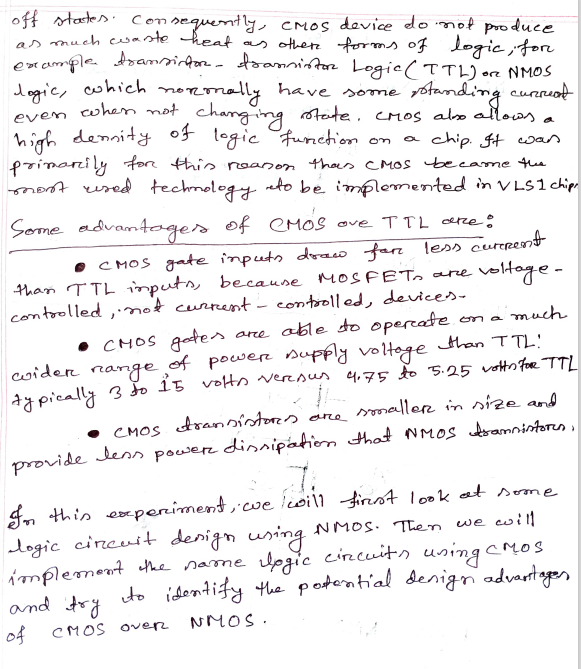 off states. Consequently, CMOS device do not produce
as much waste heat as other forms of logic, for
example transistor-transistor Logic (TTL) or NMOS
logic, which normally have some standing current
even when not changing state. CMOS also allows a
high density of logic function on a chip. It was
primarily for this reason thas CMOS became the
most used technology to be implemented in VLSI chips
Some advantages of CMOS ove TTL are:
• CMOS gate inputs draw far less current
than TTL inputs, because MOSFETs are voltage-
controlled, not current-controlled, devices.
• CMOS gates are able to operate on a much
wider range of power supply voltage than TTL:
typically 3 to 15 volts versus 4.75 to 5.25 volts for TTL
• CMOS transistors are smaller in size and
provide less power dissipation that NMOS transistors.
In this experiment, we will first look at some
logic circuit design using NMOS. Then we will
implement the same logic circuits using CMOS
and try to identify the potential design advantages
of CMOS over NMOS.